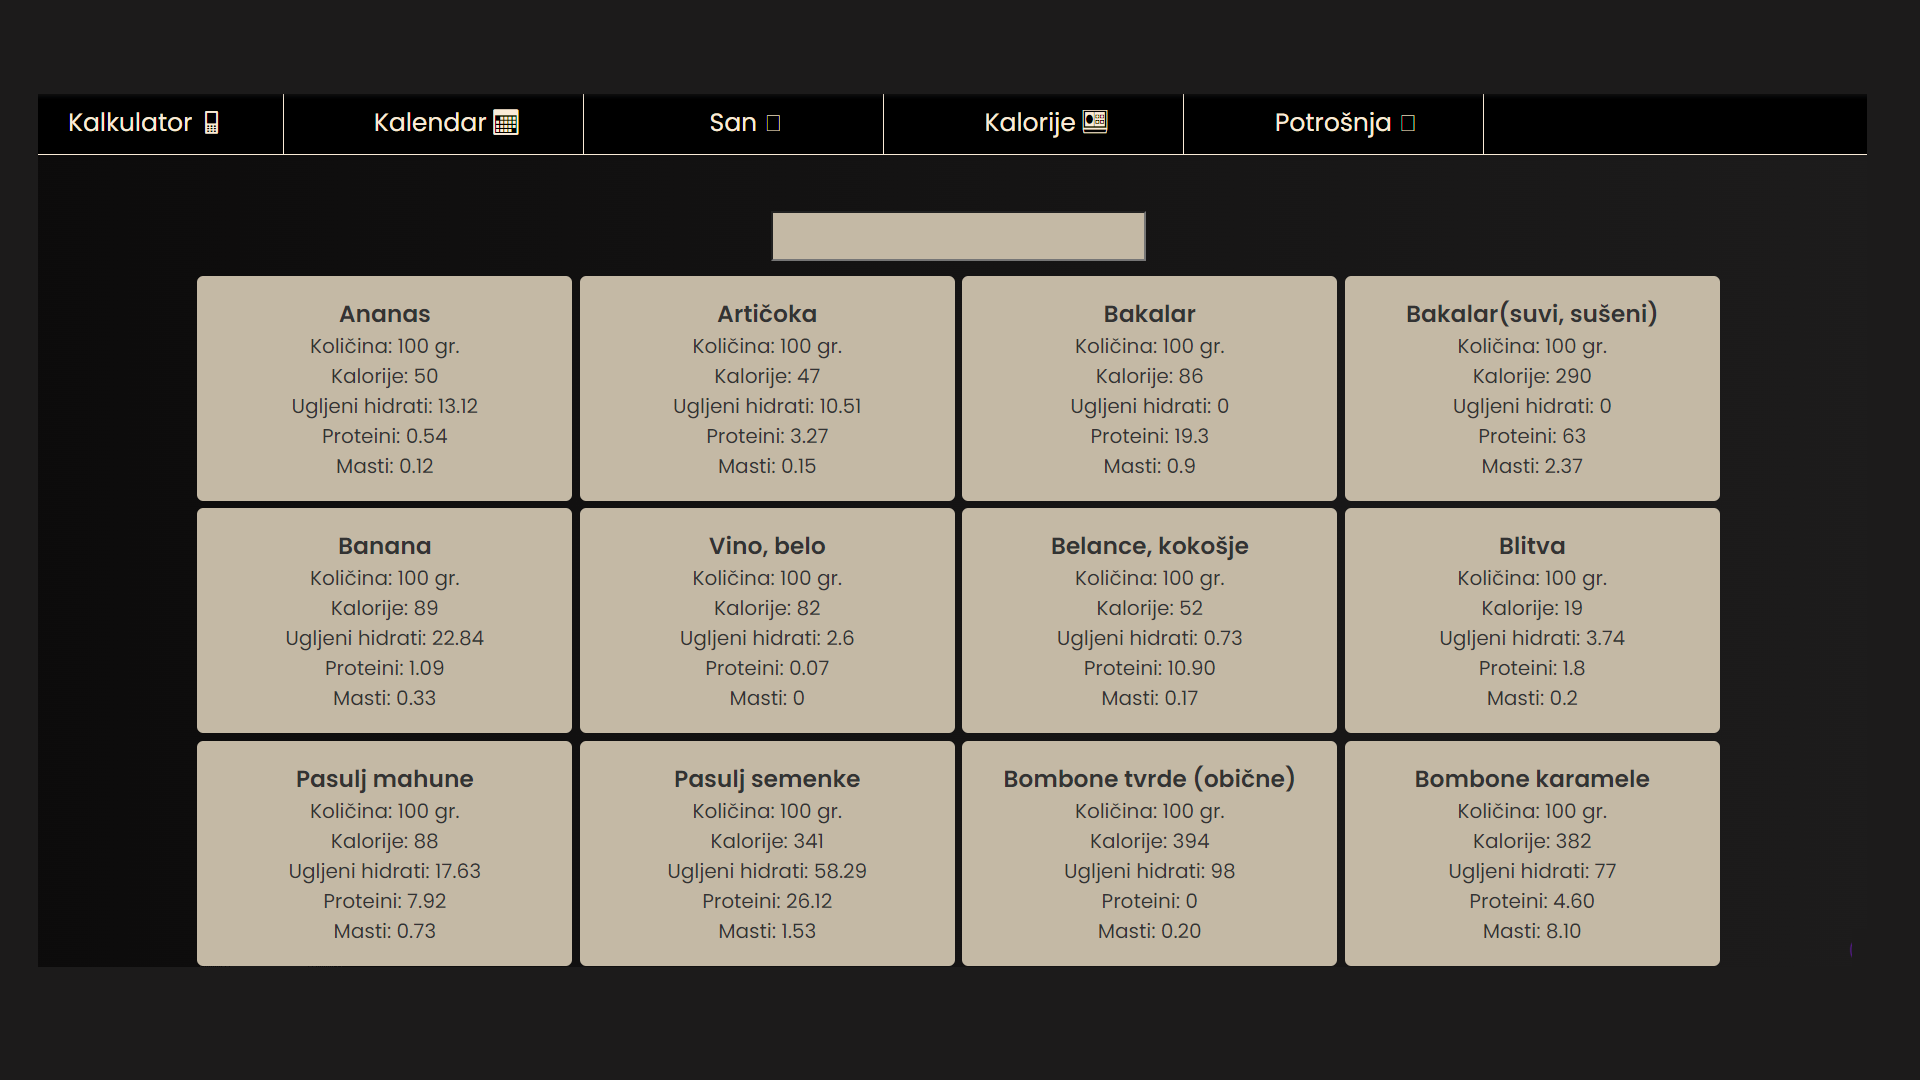 Kalkulator
Kalendar
San
Kalorije
Potrošnja
Ananas
Količina: 100 gr.
Kalorije: 50
Ugljeni hidrati: 13.12
Proteini: 0.54
Masti: 0.12
Artičoka
Količina: 100 gr.
Kalorije: 47
Ugljeni hidrati: 10.51
Proteini: 3.27
Masti: 0.15
Bakalar
Količina: 100 gr.
Kalorije: 86
Ugljeni hidrati: 0
Proteini: 19.3
Masti: 0.9
Bakalar(suvi, sušeni)
Količina: 100 gr.
Kalorije: 290
Ugljeni hidrati: 0
Proteini: 63
Masti: 2.37
Banana
Količina: 100 gr.
Kalorije: 89
Ugljeni hidrati: 22.84
Proteini: 1.09
Masti: 0.33
Vino, belo
Količina: 100 gr.
Kalorije: 82
Ugljeni hidrati: 2.6
Proteini: 0.07
Masti: 0
Belance, kokošje
Količina: 100 gr.
Kalorije: 52
Ugljeni hidrati: 0.73
Proteini: 10.90
Masti: 0.17
Blitva
Količina: 100 gr.
Kalorije: 19
Ugljeni hidrati: 3.74
Proteini: 1.8
Masti: 0.2
Pasulj mahune
Količina: 100 gr.
Kalorije: 88
Ugljeni hidrati: 17.63
Proteini: 7.92
Masti: 0.73
Pasulj semenke
Količina: 100 gr.
Kalorije: 341
Ugljeni hidrati: 58.29
Proteini: 26.12
Masti: 1.53
Bombone tvrde (obične)
Količina: 100 gr.
Kalorije: 394
Ugljeni hidrati: 98
Proteini: 0
Masti: 0.20
Bombone karamele
Količina: 100 gr.
Kalorije: 382
Ugljeni hidrati: 77
Proteini: 4.60
Masti: 8.10